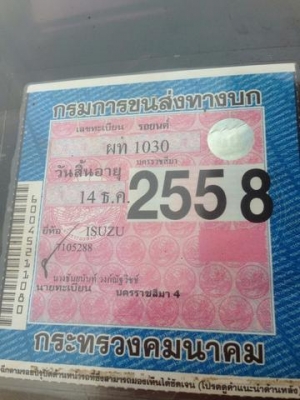 กรมการขนส่งทางบก
เลขทะเบียน รถยนต์
ผท 1030
นครราชสีมา
วันสิ้นอายุ
14 ธ.ค. 2558
ยี่ห้อ ISUZU
7105288
นายทะเบียน นครราชสีมา 4
กระทรวงคมนาคม